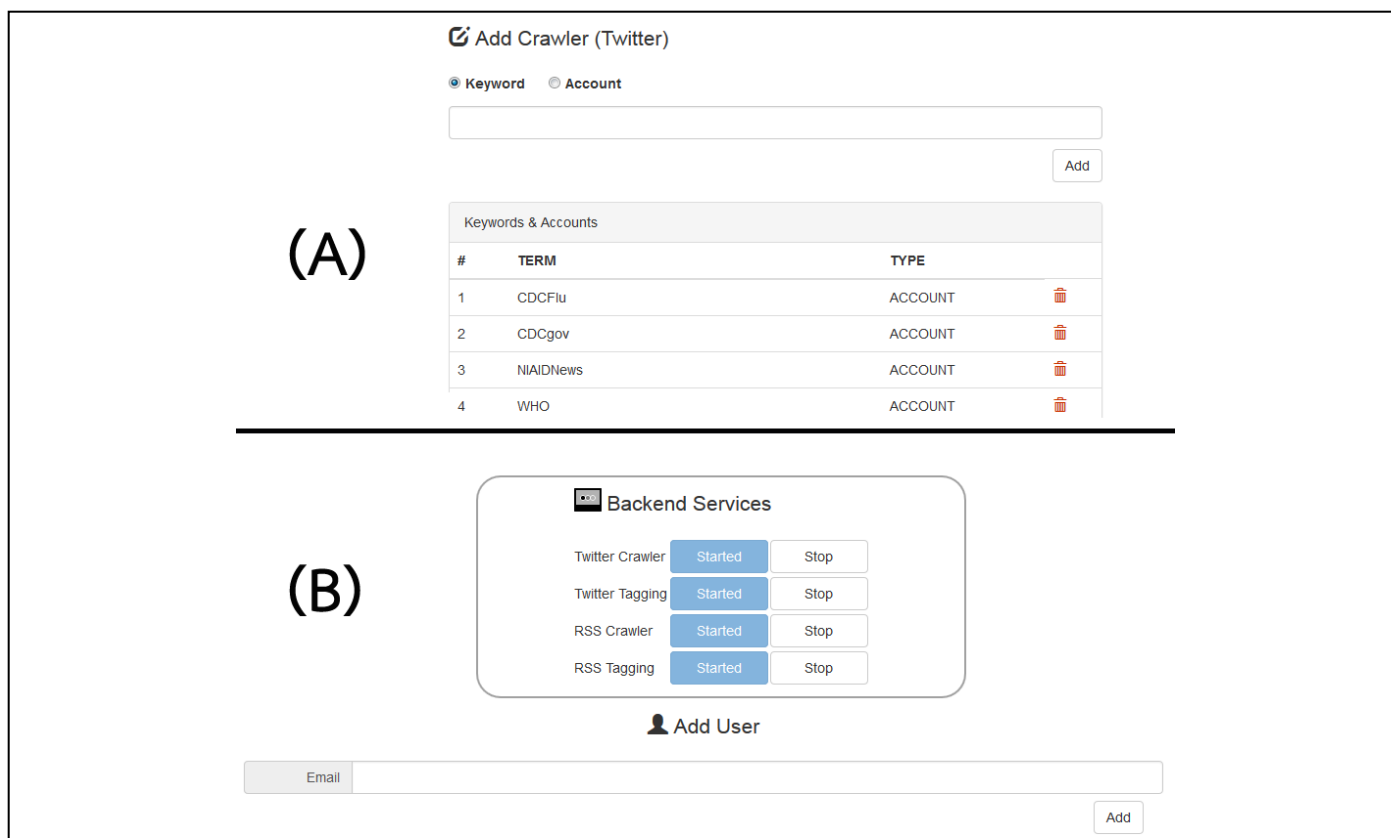 Add Crawler (Twitter)
Keyword Account
Add
(A)
Keywords & Accounts
# TERM TYPE
1 CDCFlu ACCOUNT
2 CDCgov ACCOUNT
3 NIAIDNews ACCOUNT
4 WHO ACCOUNT
(B)
Backend Services
Twitter Crawler Started Stop
Twitter Tagging Started Stop
RSS Crawler Started Stop
RSS Tagging Started Stop
Add User
Email
Add